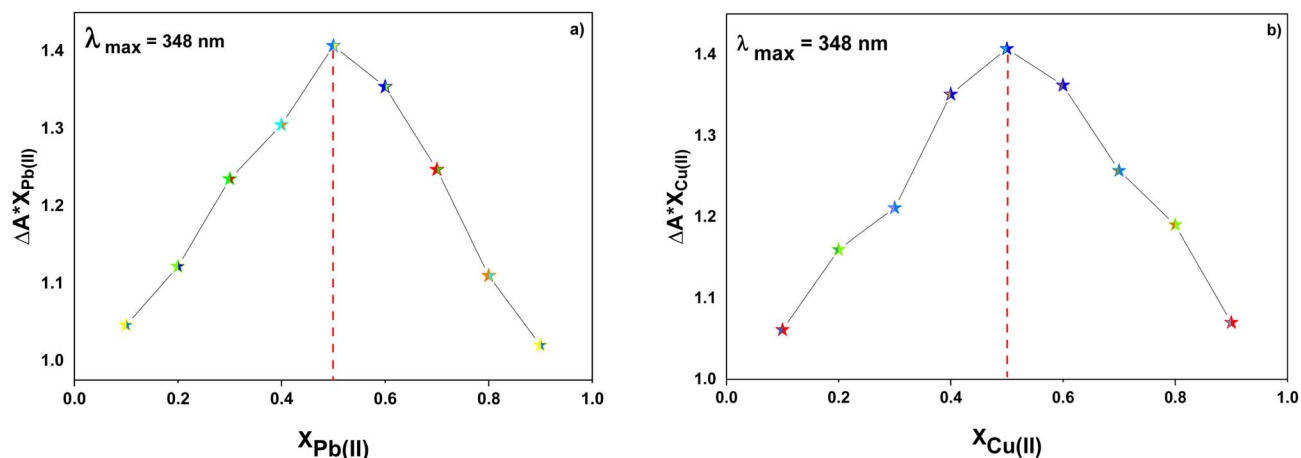 λmax = 348 nm
a)
ΔA*XPb(II)
1.4
1.3
1.2
1.1
1.0
0.0 0.2 0.4 0.6 0.8 1.0
XPb(II)
λmax = 348 nm
b)
ΔA*XCu(II)
1.4
1.3
1.2
1.1
1.0
0.0 0.2 0.4 0.6 0.8 1.0
XCu(II)